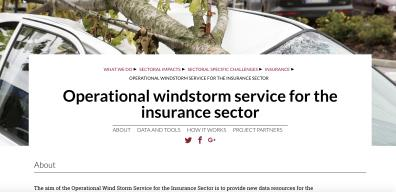 WHAT WE DO ▸ SECTORAL IMPACTS ▸ SECTORAL SPECIFIC CHALLENGES ▸ INSURANCE ▸
OPERATIONAL WINDSTORM SERVICE FOR THE INSURANCE SECTOR
Operational windstorm service for the
insurance sector
ABOUT DATA AND TOOLS HOW IT WORKS PROJECT PARTNERS
About
The aim of the Operational Wind Storm Service for the Insurance Sector is to provide new data resources for the